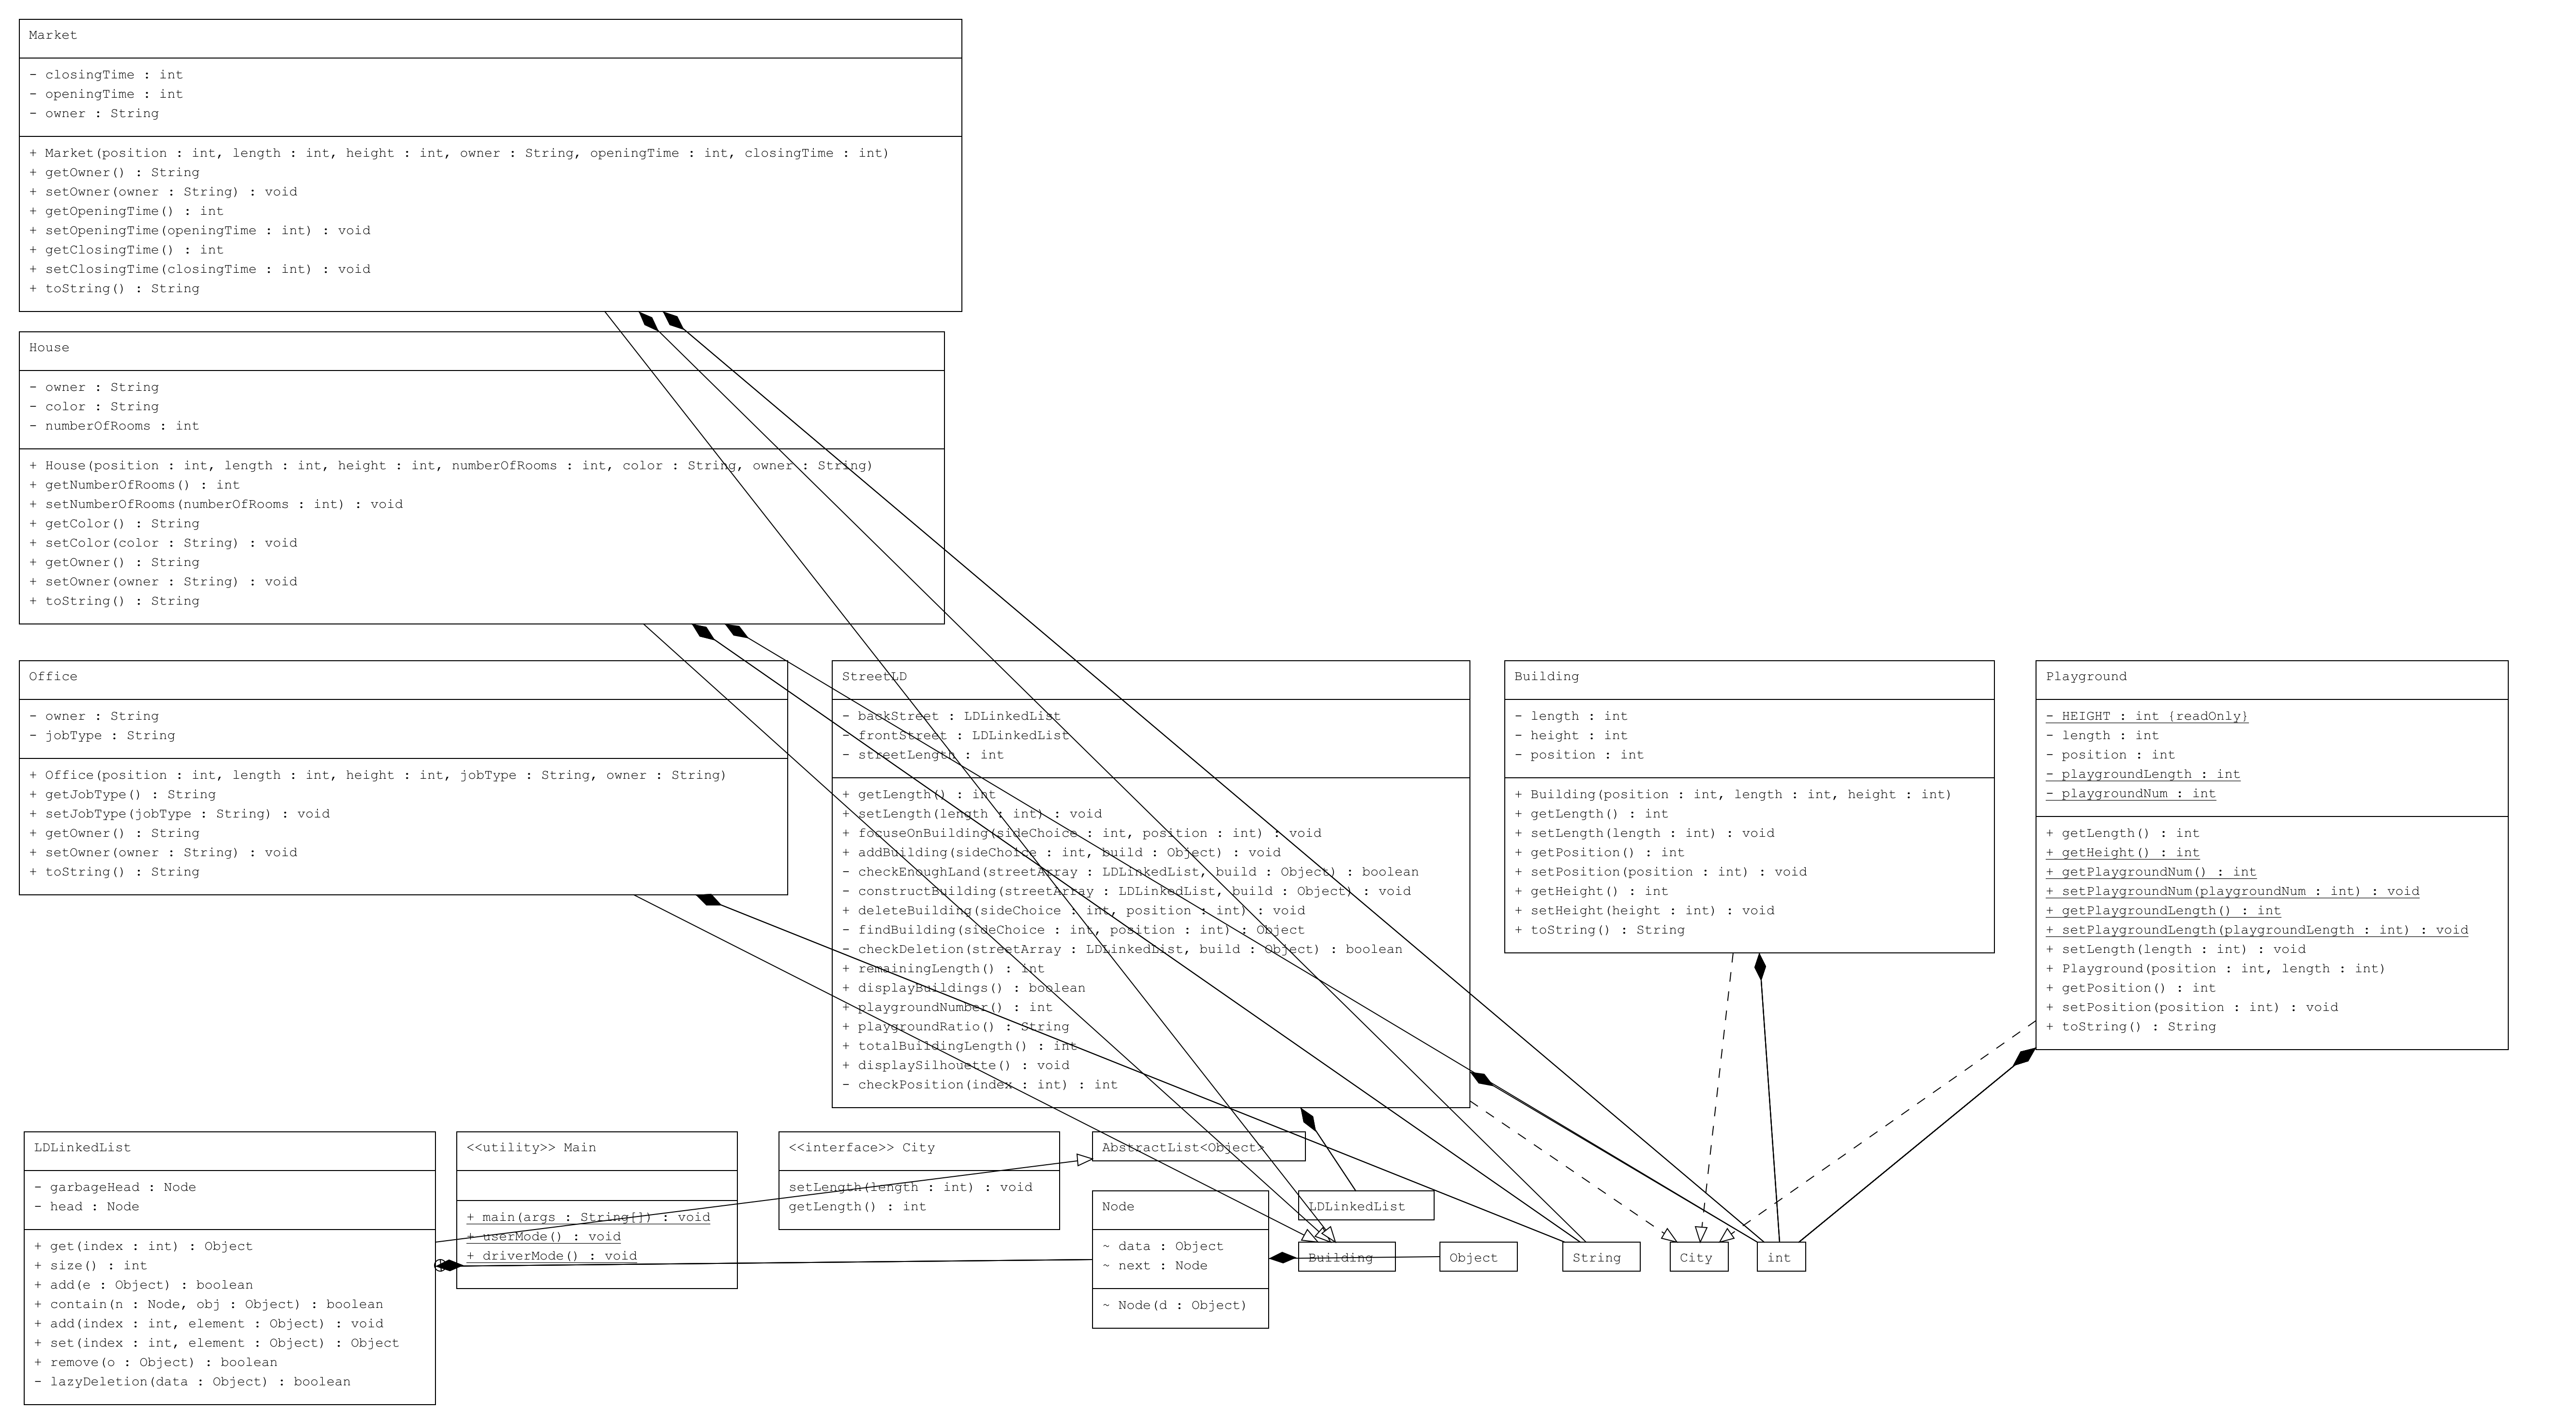 Market
- closingTime : int
- openingTime : int
- owner : String
+ Market(position : int, length : int, height : int, owner : String, openingTime : int, closingTime : int)
+ getOwner() : String
+ setOwner(owner : String) : void
+ getOpeningTime() : int
+ setOpeningTime(openingTime : int) : void
+ getClosingTime() : int
+ setClosingTime(closingTime : int) : void
+ toString() : String
House
- owner : String
- color : String
- numberOfRooms : int
+ House(position : int, length : int, height : int, numberOfRooms : int, color : String, owner : String)
+ getNumberOfRooms() : int
+ setNumberOfRooms(numberOfRooms : int) : void
+ getColor() : String
+ setColor(color : String) : void
+ getOwner() : String
+ setOwner(owner : String) : void
+ toString() : String
Office
- owner : String
- jobType : String
+ Office(position : int, length : int, height : int, jobType : String, owner : String)
+ getJobType() : String
+ setJobType(jobType : String) : void
+ getOwner() : String
+ setOwner(owner : String) : void
+ toString() : String
StreetLD
- backStreet : LDLinkedList
- frontStreet : LDLinkedList
- streetLength : int
+ getLength() : int
+ setLength(length : int) : void
+ focuseOnBuilding(sideChoice : int, position : int) : void
+ addBuilding(sideChoice : int, build : Object) : void
- checkEnoughLand(streetArray : LDLinkedList, build : Object) : boolean
- constructBuilding(streetArray : LDLinkedList, build : Object) : void
+ deleteBuilding(sideChoice : int, position : int) : void
- findBuilding(sideChoice : int, position : int) : Object
- checkDeletion(streetArray : LDLinkedList, build : Object) : boolean
+ remainingLength() : int
+ displayBuildings() : boolean
+ playgroundNumber() : int
+ playgroundRatio() : String
+ totalBuildingLength() : int
+ displaySilhouette() : void
- checkPosition(index : int) : int
Building
- length : int
- height : int
- position : int
+ Building(position : int, length : int, height : int)
+ getLength() : int
+ setLength(length : int) : void
+ getPosition() : int
+ setPosition(position : int) : void
+ getHeight() : int
+ setHeight(height : int) : void
+ toString() : String
Playground
- HEIGHT : int {readOnly}
- length : int
- position : int
- playgroundLength : int
- playgroundNum : int
+ getLength() : int
+ getHeight() : int
+ getPlaygroundNum() : int
+ setPlaygroundNum(playgroundNum : int) : void
+ getPlaygroundLength() : int
+ setPlaygroundLength(playgroundLength : int) : void
+ setLength(length : int) : void
+ Playground(position : int, length : int)
+ getPosition() : int
+ setPosition(position : int) : void
+ toString() : String
LDLinkedList
- garbageHead : Node
- head : Node
+ get(index : int) : Object
+ size() : int
+ add(e : Object) : boolean
+ contain(n : Node, obj : Object) : boolean
+ add(index : int, element : Object) : void
+ set(index : int, element : Object) : Object
+ remove(o : Object) : boolean
- lazyDeletion(data : Object) : boolean
<<utility>> Main
+ main(args : String[]) : void
+ userMode() : void
+ driverMode() : void
<<interface>> City
setLength(length : int) : void
getLength() : int
AbstractList<Object>
Node
~ data : Object
~ next : Node
~ Node(d : Object)
LDLinkedList
Building
Object
String
City
int